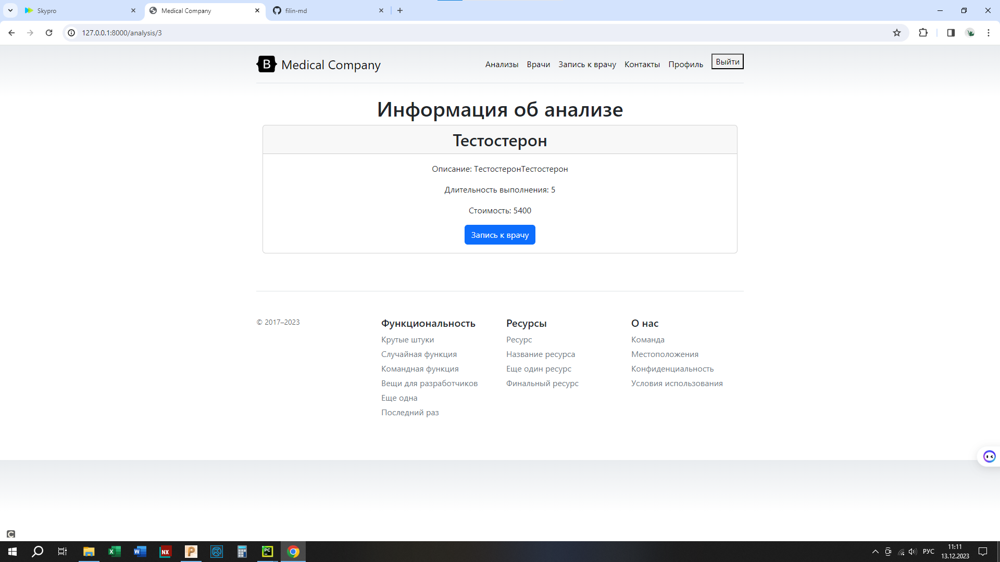 Skypro
Medical Company
filin-md
127.0.0.1:8000/analysis/3
B Medical Company
Анализы Врачи Запись к врачу Контакты Профиль Выйти
Информация об анализе
Тестостерон
Описание: ТестостеронТестостерон
Длительность выполнения: 5
Стоимость: 5400
Запись к врачу
© 2017–2023
Функциональность
Крутые штуки
Случайная функция
Командная функция
Вещи для разработчиков
Еще одна
Последний раз
Ресурсы
Ресурс
Название ресурса
Еще один ресурс
Финальный ресурс
О нас
Команда
Местоположения
Конфиденциальность
Условия использования
C
X W NX P PC
РУС
11:11
13.12.2023